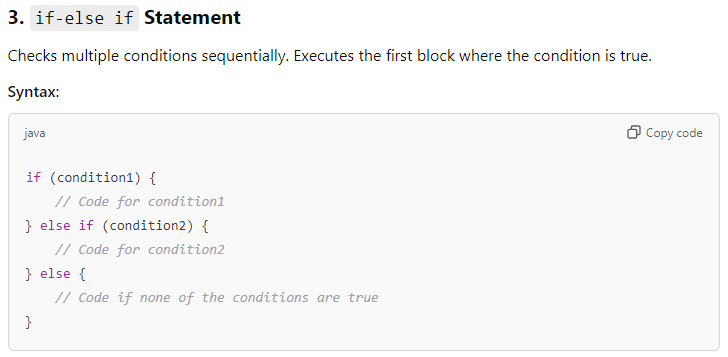 3. if-else if Statement
Checks multiple conditions sequentially. Executes the first block where the condition is true.
Syntax:
java
Copy code
if (condition1) {
    // Code for condition1
} else if (condition2) {
    // Code for condition2
} else {
    // Code if none of the conditions are true
}